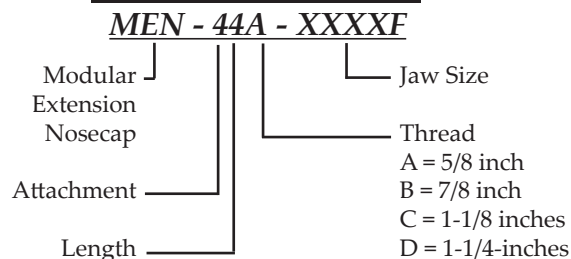 MEN - 44A - XXXXF
Modular
Extension
Nosecap
Attachment
Length
Jaw Size
Thread
A = 5/8 inch
B = 7/8 inch
C = 1-1/8 inches
D = 1-1/4-inches